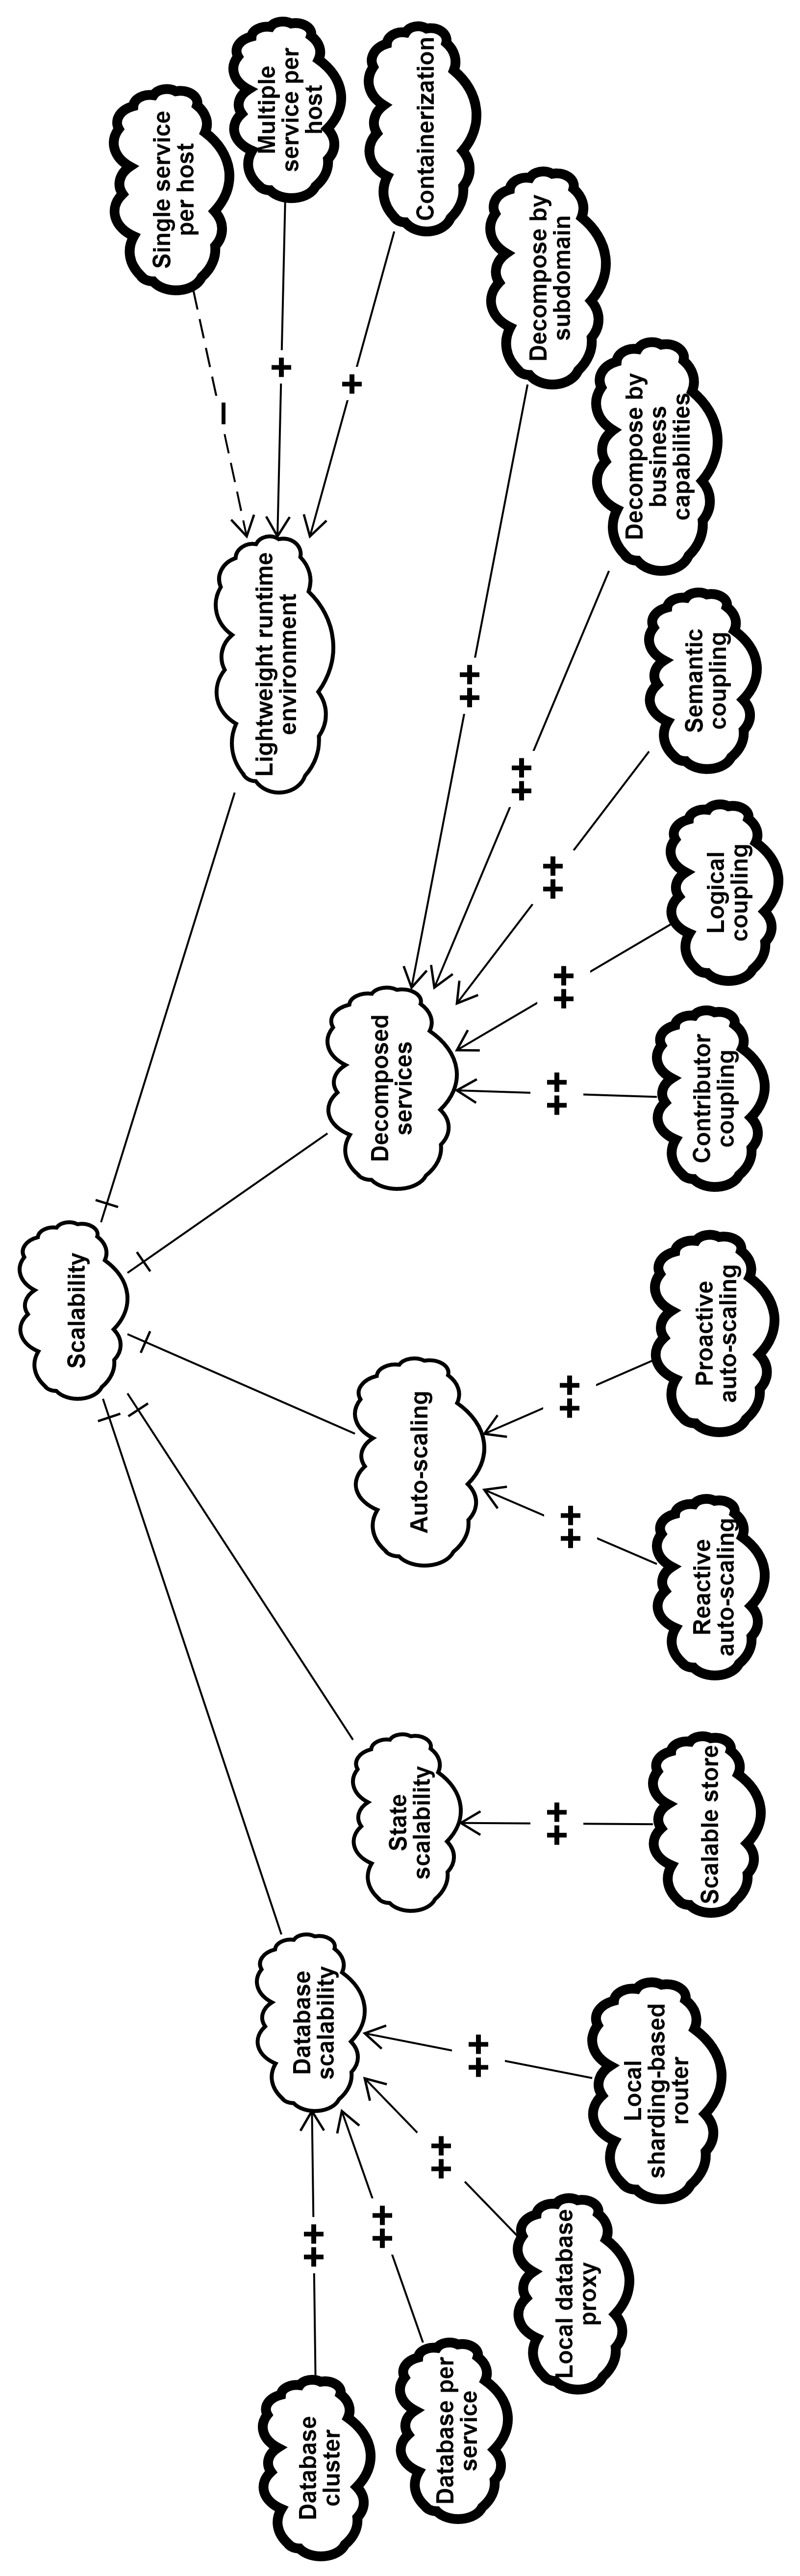 Scalability
Database
scalability
State
scalability
Auto-scaling
Decomposed
services
Lightweight runtime
environment
Database
cluster
++
Database per
service
++
Local database
proxy
++
Local
sharding-based
router
++
Scalable store
++
Reactive
auto-scaling
++
Proactive
auto-scaling
++
Contributor
coupling
++
Logical
coupling
++
Semantic
coupling
++
Decompose by
business
capabilities
++
Decompose by
subdomain
++
Containerization
+
Multiple
service per
host
+
Single service
per host
–